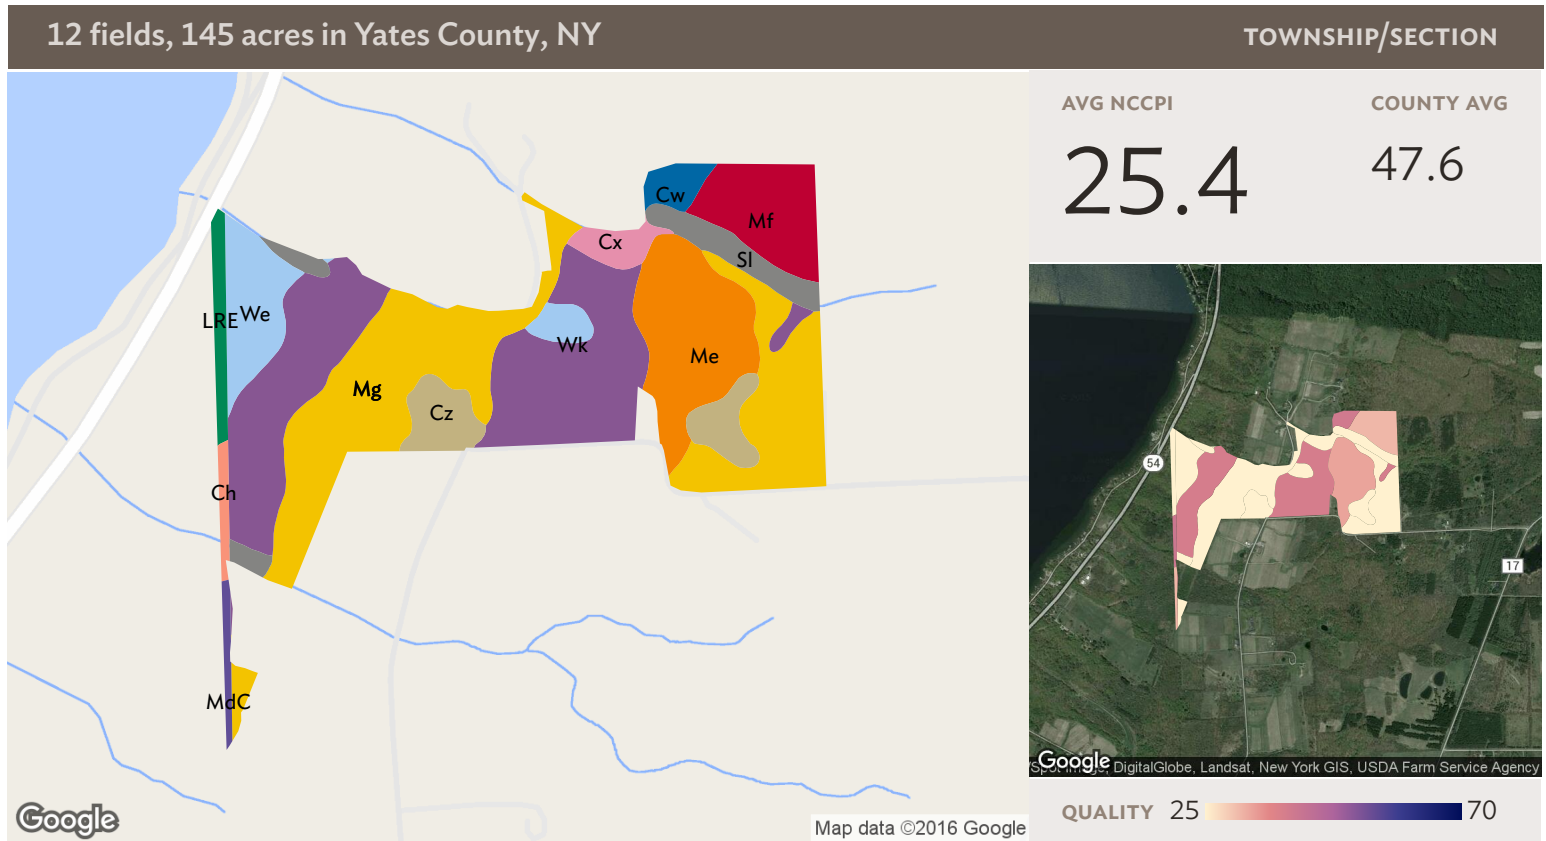 12 fields, 145 acres in Yates County, NY
TOWNSHIP/SECTION
AVG NCCPI
COUNTY AVG
25.4
47.6
Cw
Mf
Cx
Sl
We
LRE
Wk
Me
Mg
Cz
Ch
MdC
Google
Map data ©2016 Google
54
17
Google
/Spot Image, DigitalGlobe, Landsat, New York GIS, USDA Farm Service Agency
QUALITY 25 70